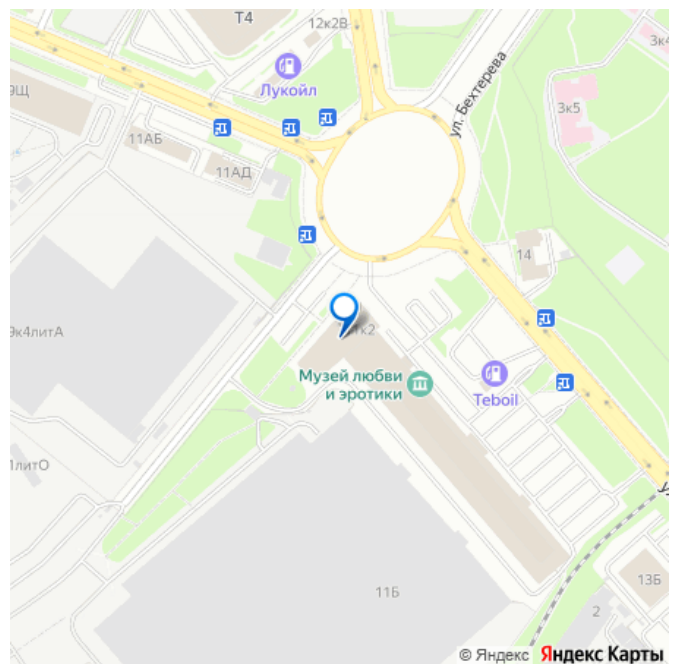 Т4
12к2В
3к4
Лукойл
9Щ
ул. Бехтерева
3к5
11АБ
11АД
14
9к4литА
Музей любви
и эротики
Teboil
1литО
11Б
13Б
2
© Яндекс
Яндекс Карты